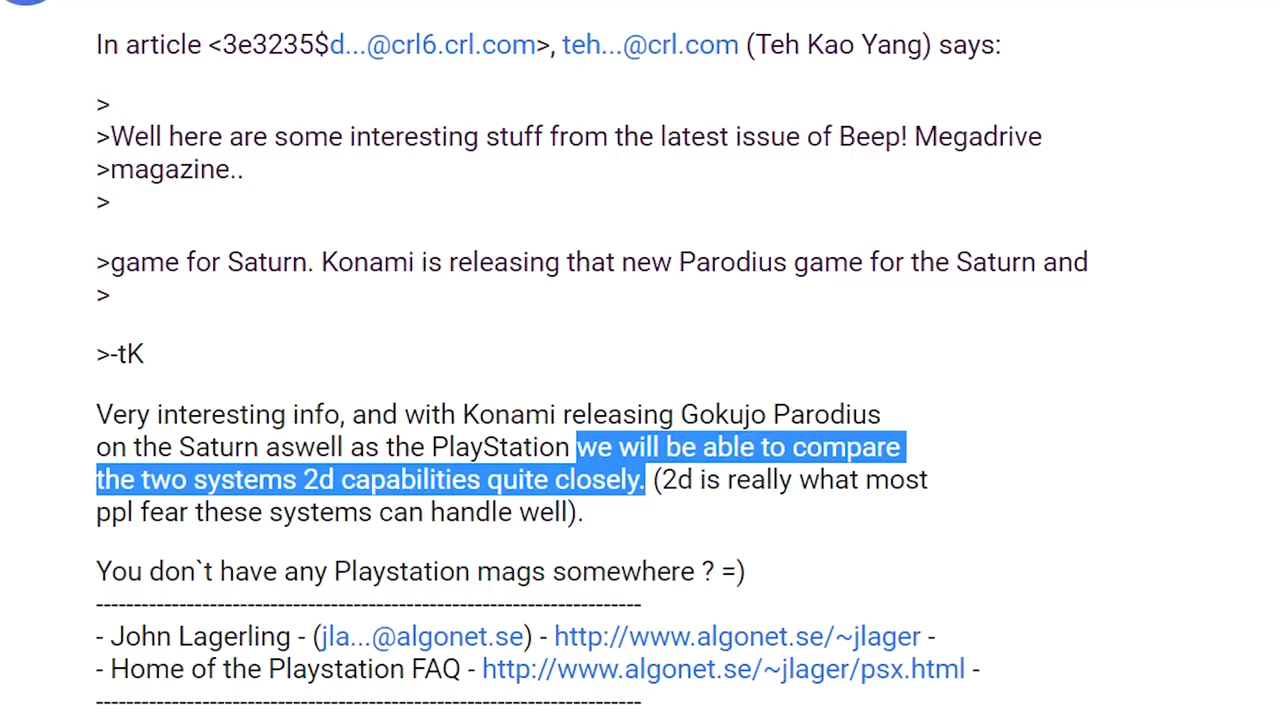 In article <3e3235$d...@crl6.crl.com>, teh...@crl.com (Teh Kao Yang) says:
>
>Well here are some interesting stuff from the latest issue of Beep! Megadrive
>magazine..
>
>game for Saturn. Konami is releasing that new Parodius game for the Saturn and
>
>-tK
Very interesting info, and with Konami releasing Gokujo Parodius
on the Saturn aswell as the PlayStation we will be able to compare
the two systems 2d capabilities quite closely. (2d is really what most
ppl fear these systems can handle well).
You don`t have any Playstation mags somewhere ? =)
--------------------------------------------------------------------
- John Lagerling - (jla...@algonet.se) - http://www.algonet.se/~jlager -
- Home of the Playstation FAQ - http://www.algonet.se/~jlager/psx.html -
--------------------------------------------------------------------